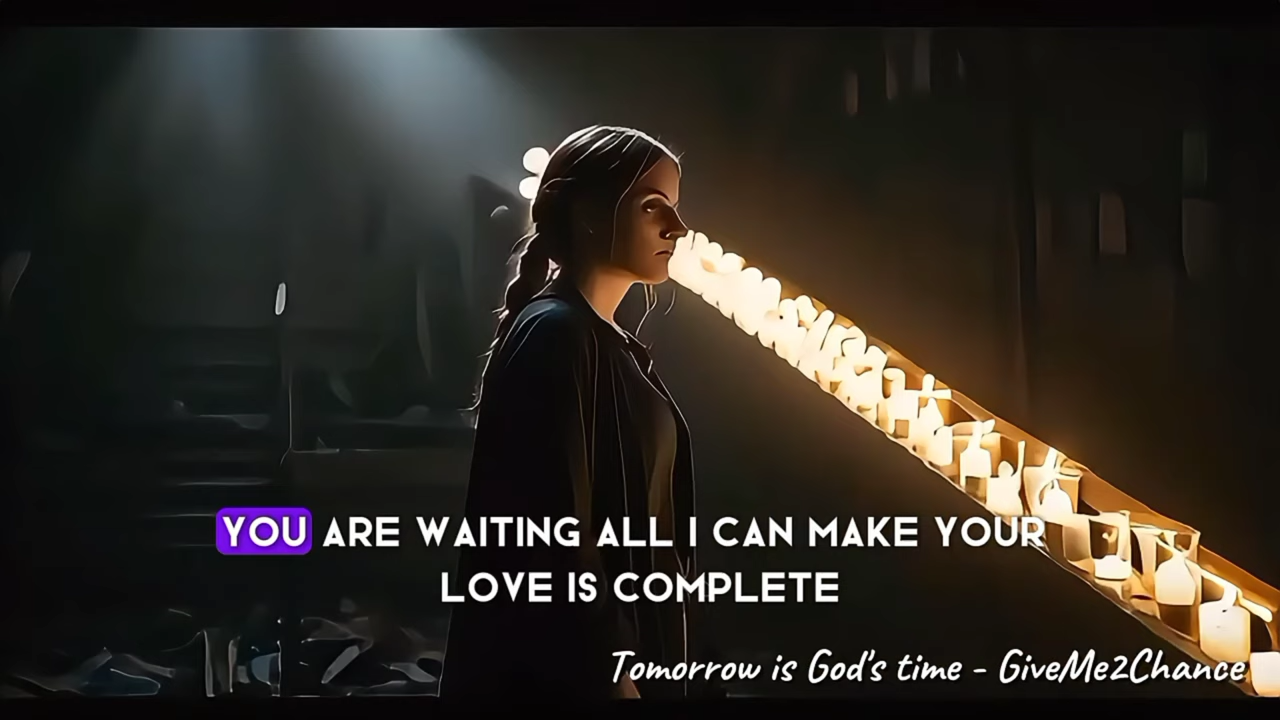 YOU ARE WAITING ALL I CAN MAKE YOUR
LOVE IS COMPLETE
Tomorrow is God's time - GiveMe2Chance